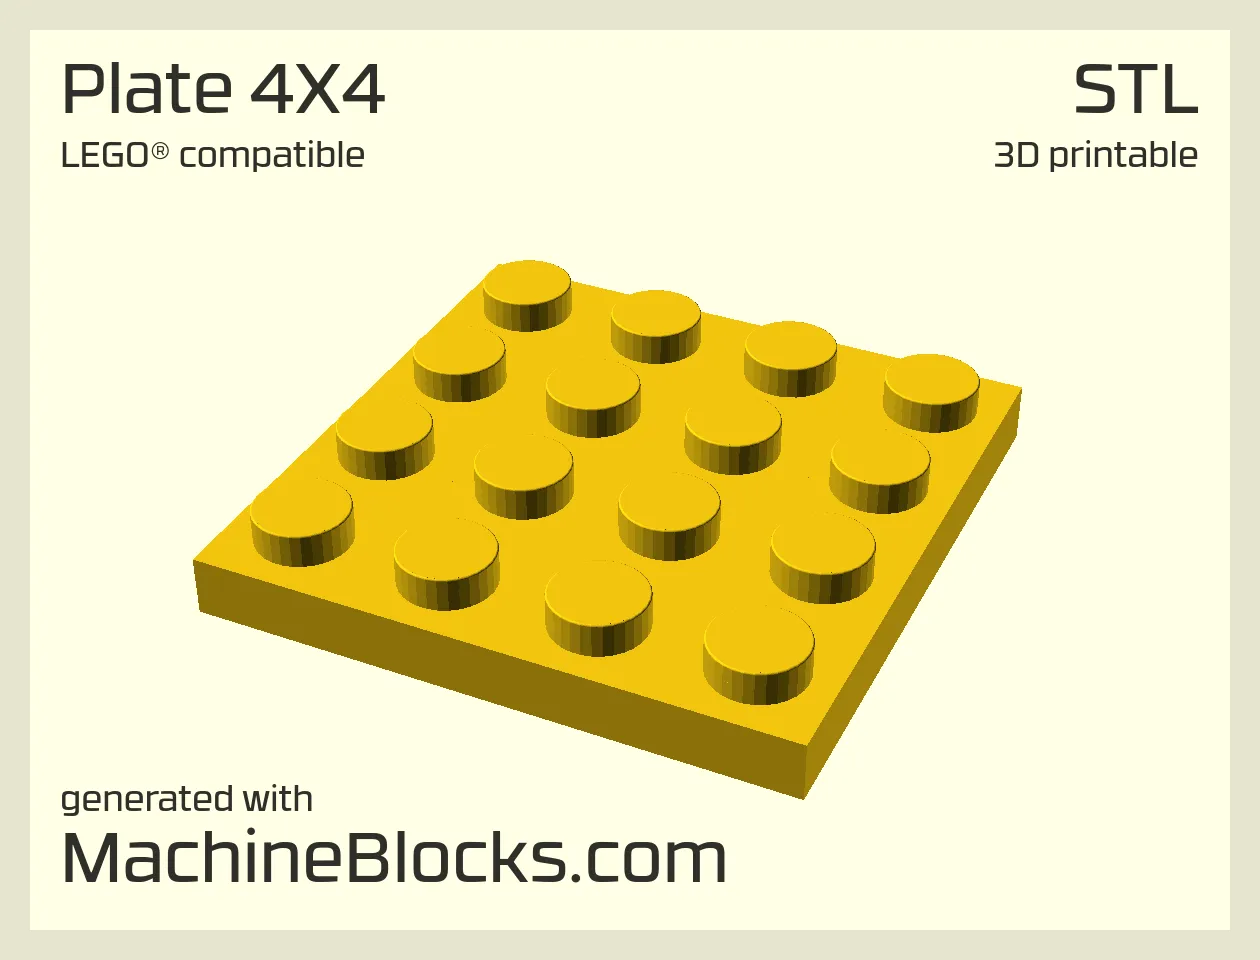 Plate 4X4
LEGO® compatible
STL
3D printable
generated with
MachineBlocks.com